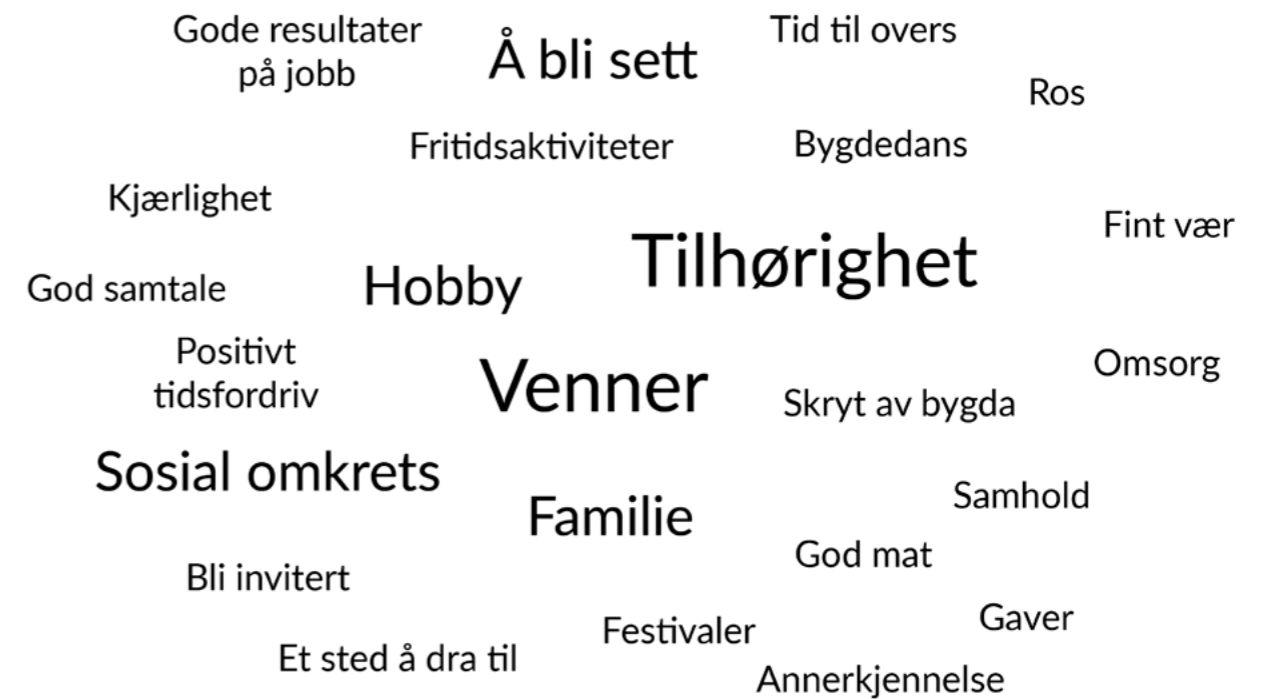 Gode resultater
på jobb
Å bli sett
Tid til overs
Ros
Fritidsaktiviteter
Bygdedans
Kjærlighet
Fint vær
Tilhørighet
God samtale
Hobby
Positivt
tidsfordriv
Venner
Omsorg
Skryt av bygda
Sosial omkrets
Samhold
Familie
God mat
Bli invitert
Gaver
Festivaler
Et sted å dra til
Annerkjennelse